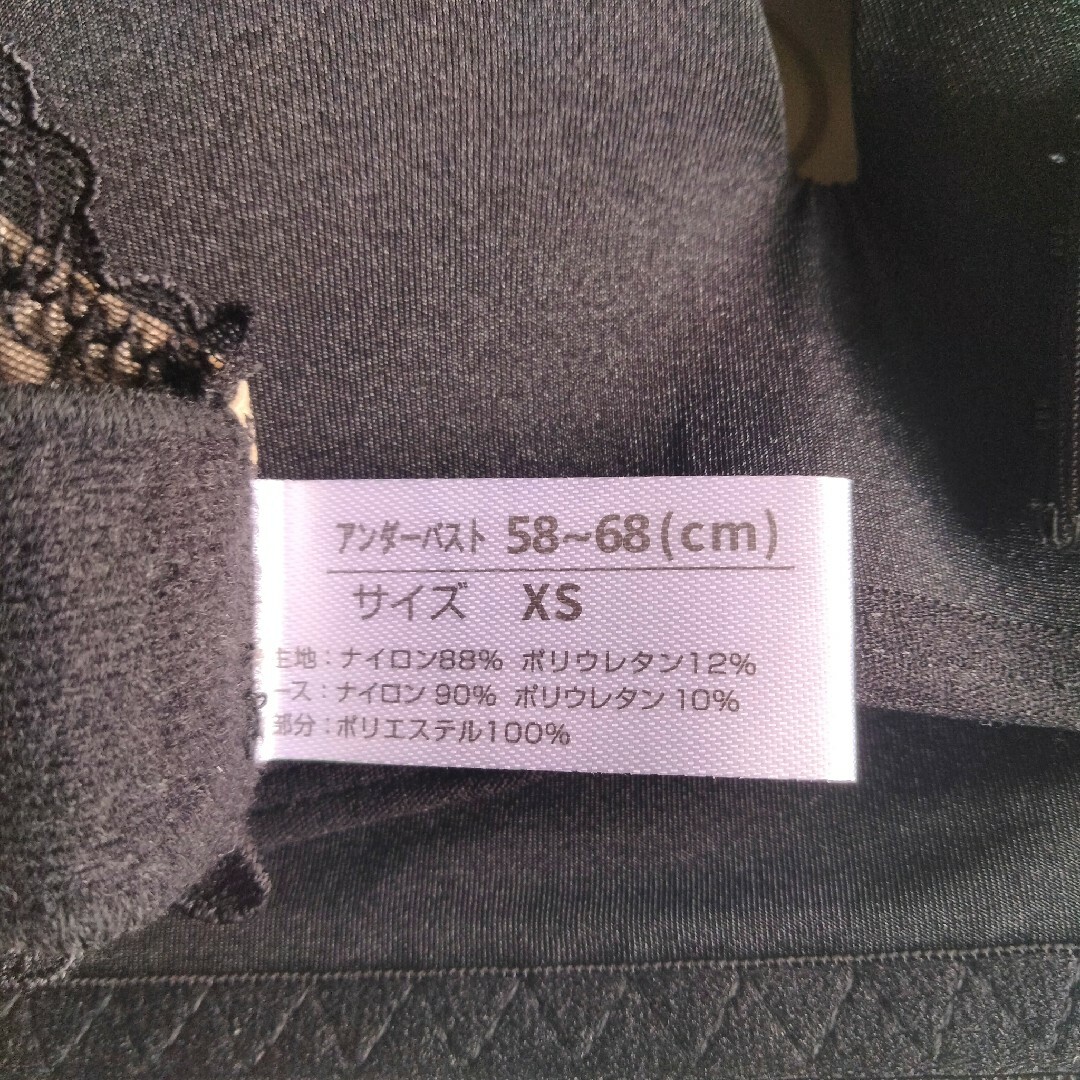 アンダーバスト 58~68(cm)
サイズ XS
生地：ナイロン88% ポリウレタン12%
ース：ナイロン 90% ポリウレタン 10%
部分：ポリエステル100%